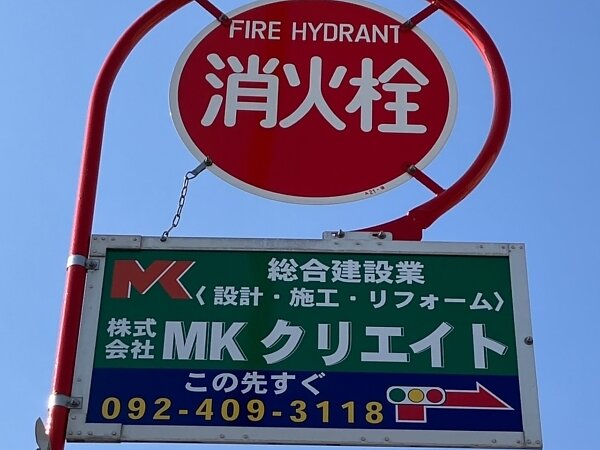 FIRE HYDRANT
消火栓
MK
総合建設業
〈設計・施工・リフォーム〉
株式会社 MKクリエイト
この先すぐ
092-409-3118